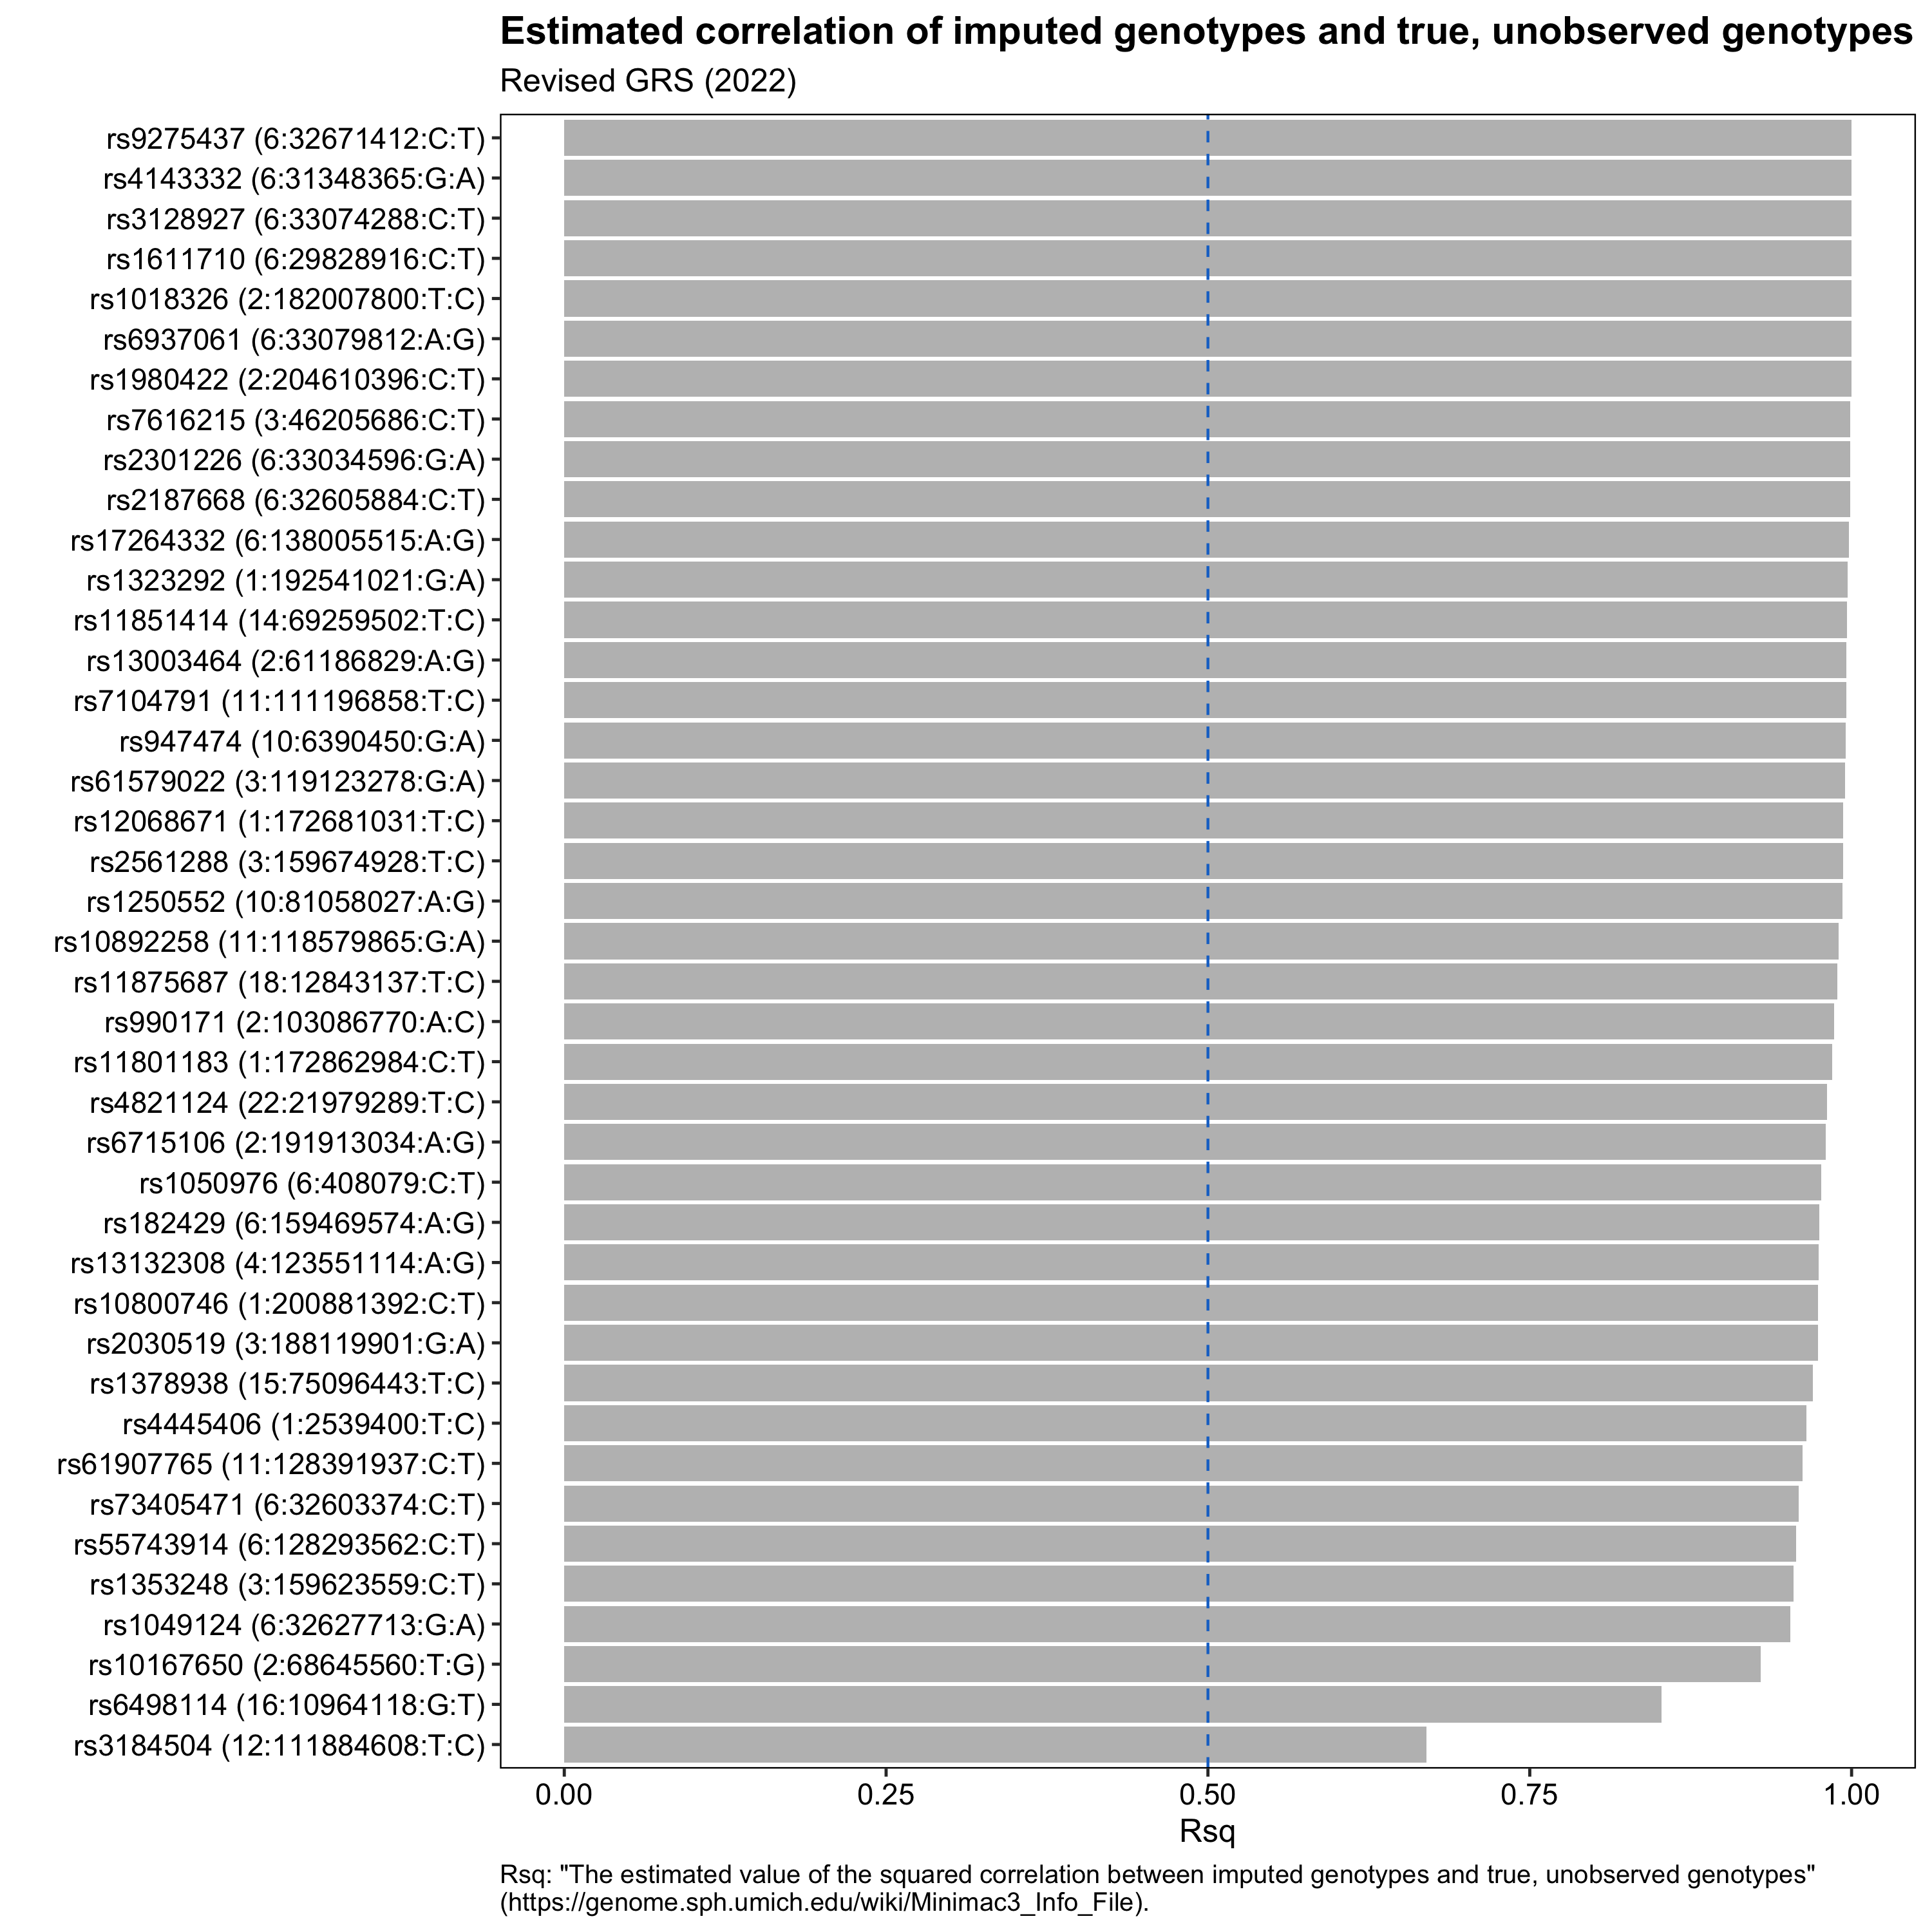 Estimated correlation of imputed genotypes and true, unobserved genotypes
Revised GRS (2022)
rs9275437 (6:32671412:C:T)
rs4143332 (6:31348365:G:A)
rs3128927 (6:33074288:C:T)
rs1611710 (6:29828916:C:T)
rs1018326 (2:182007800:T:C)
rs6937061 (6:33079812:A:G)
rs1980422 (2:204610396:C:T)
rs7616215 (3:46205686:C:T)
rs2301226 (6:33034596:G:A)
rs2187668 (6:32605884:C:T)
rs17264332 (6:138005515:A:G)
rs1323292 (1:192541021:G:A)
rs11851414 (14:69259502:T:C)
rs13003464 (2:61186829:A:G)
rs7104791 (11:111196858:T:C)
rs947474 (10:6390450:G:A)
rs61579022 (3:119123278:G:A)
rs12068671 (1:172681031:T:C)
rs2561288 (3:159674928:T:C)
rs1250552 (10:81058027:A:G)
rs10892258 (11:118579865:G:A)
rs11875687 (18:12843137:T:C)
rs990171 (2:103086770:A:C)
rs11801183 (1:172862984:C:T)
rs4821124 (22:21979289:T:C)
rs6715106 (2:191913034:A:G)
rs1050976 (6:408079:C:T)
rs182429 (6:159469574:A:G)
rs13132308 (4:123551114:A:G)
rs10800746 (1:200881392:C:T)
rs2030519 (3:188119901:G:A)
rs1378938 (15:75096443:T:C)
rs4445406 (1:2539400:T:C)
rs61907765 (11:128391937:C:T)
rs73405471 (6:32603374:C:T)
rs55743914 (6:128293562:C:T)
rs1353248 (3:159623559:C:T)
rs1049124 (6:32627713:G:A)
rs10167650 (2:68645560:T:G)
rs6498114 (16:10964118:G:T)
rs3184504 (12:111884608:T:C)
0.00 0.25 0.50 0.75 1.00
Rsq
Rsq: "The estimated value of the squared correlation between imputed genotypes and true, unobserved genotypes"
(https://genome.sph.umich.edu/wiki/Minimac3_Info_File).